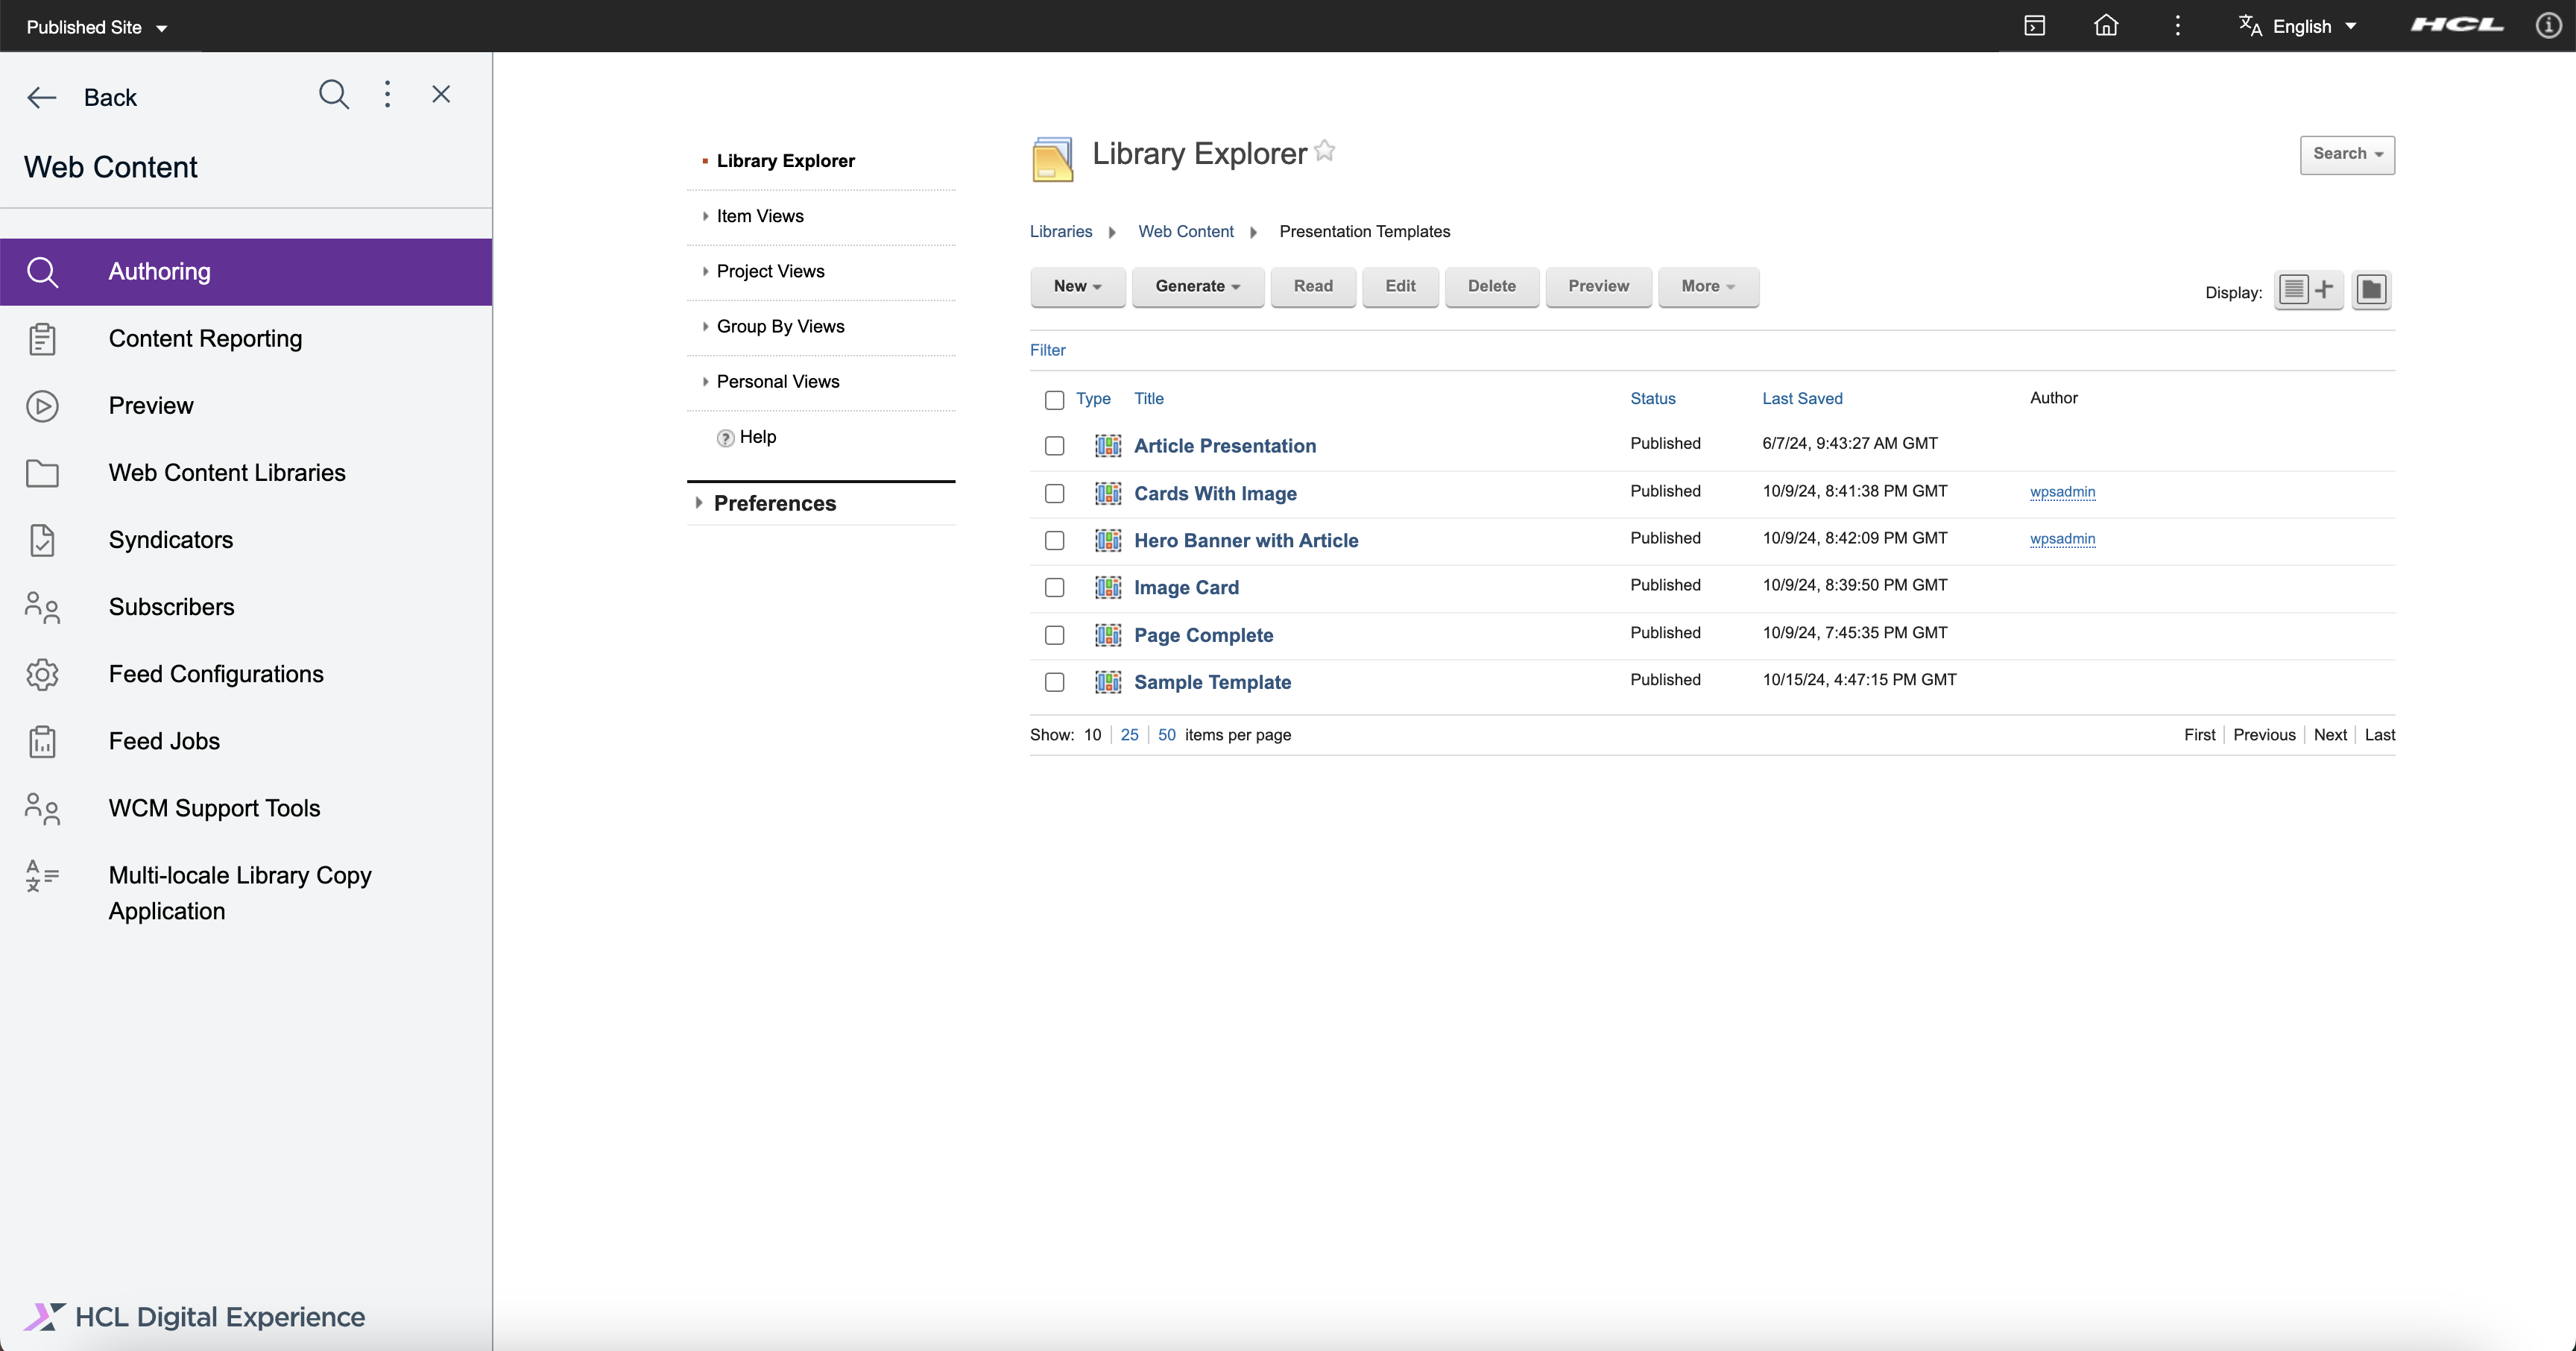 Published Site
English
HCL
Back
Web Content
Authoring
Content Reporting
Preview
Web Content Libraries
Syndicators
Subscribers
Feed Configurations
Feed Jobs
WCM Support Tools
Multi-locale Library Copy
Application
HCL Digital Experience
Library Explorer
Item Views
Project Views
Group By Views
Personal Views
? Help
Preferences
Library Explorer
Search
Libraries Web Content Presentation Templates
New Generate Read Edit Delete Preview More
Display:
Filter
Type Title Status Last Saved Author
Article Presentation Published 6/7/24, 9:43:27 AM GMT
Cards With Image Published 10/9/24, 8:41:38 PM GMT wpsadmin
Hero Banner with Article Published 10/9/24, 8:42:09 PM GMT wpsadmin
Image Card Published 10/9/24, 8:39:50 PM GMT
Page Complete Published 10/9/24, 7:45:35 PM GMT
Sample Template Published 10/15/24, 4:47:15 PM GMT
Show: 10 25 50 items per page First Previous Next Last